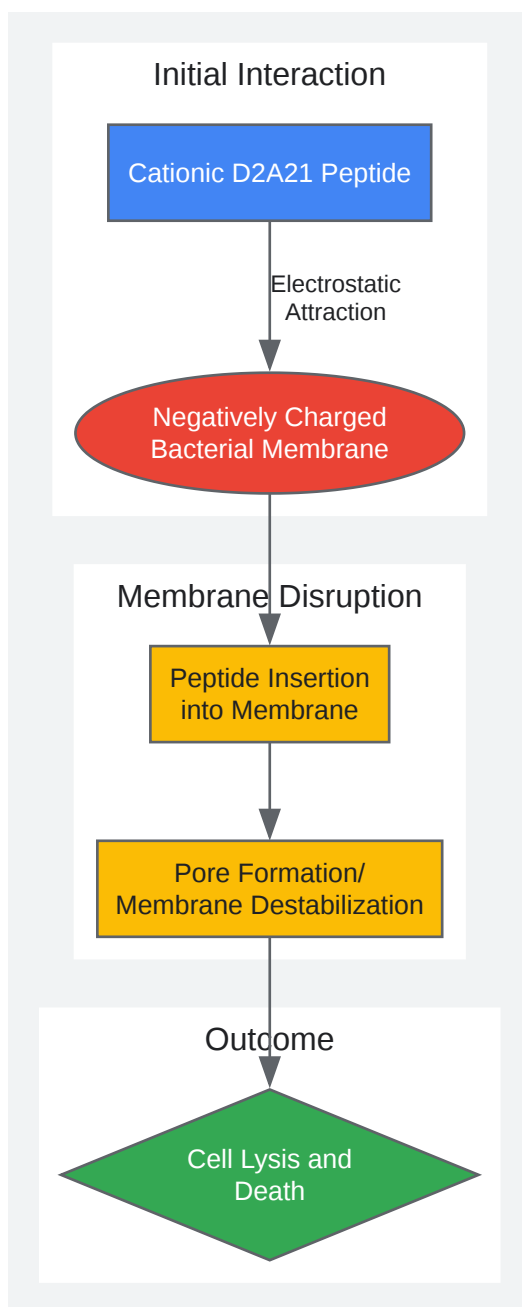 Initial Interaction
Cationic D2A21 Peptide
Electrostatic
Attraction
Negatively Charged
Bacterial Membrane
Membrane Disruption
Peptide Insertion
into Membrane
Pore Formation/
Membrane Destabilization
Outcome
Cell Lysis and
Death